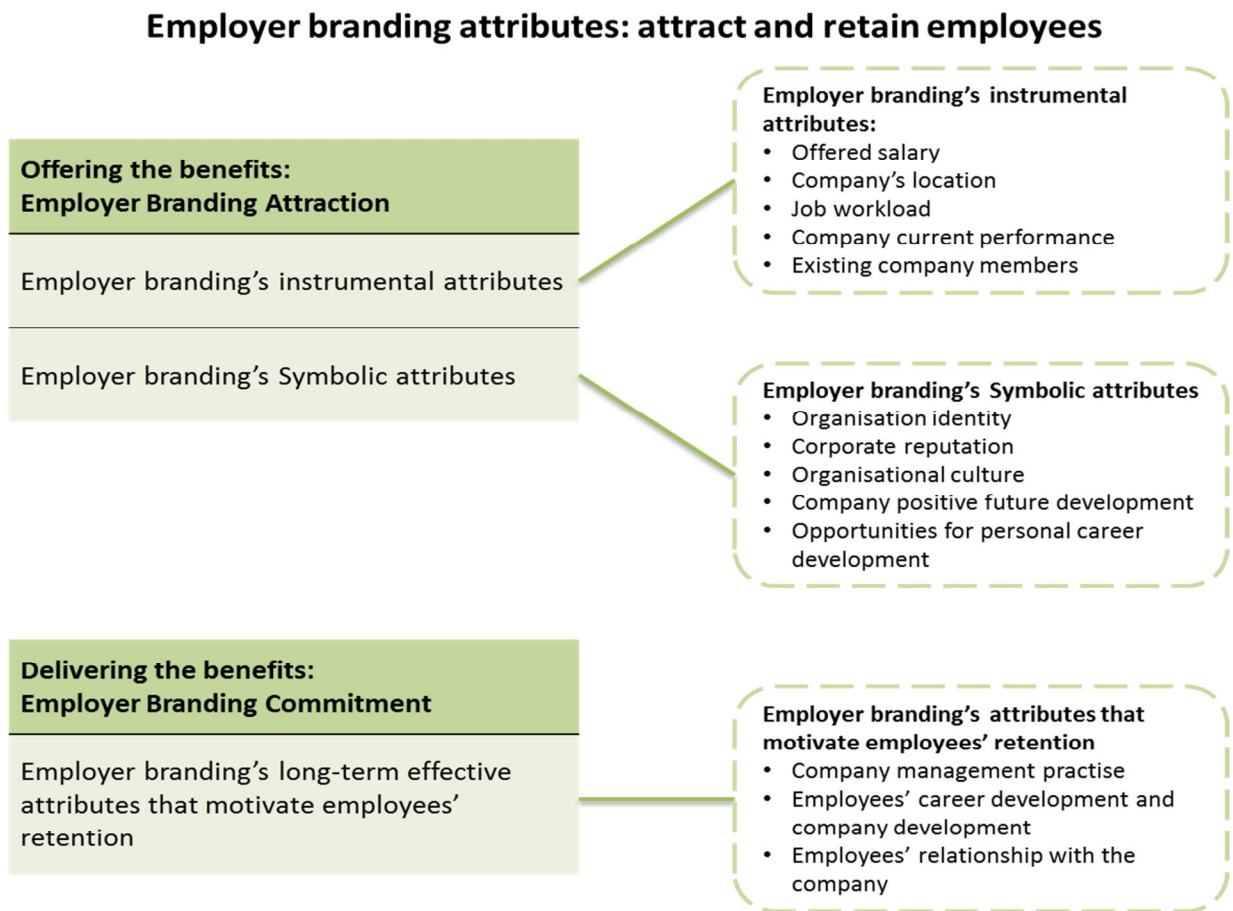 Employer branding attributes: attract and retain employees
Offering the benefits:
Employer Branding Attraction
Employer branding’s instrumental attributes
Employer branding’s Symbolic attributes
Employer branding’s instrumental
attributes:
• Offered salary
• Company’s location
• Job workload
• Company current performance
• Existing company members
Employer branding’s Symbolic attributes
• Organisation identity
• Corporate reputation
• Organisational culture
• Company positive future development
• Opportunities for personal career
development
Delivering the benefits:
Employer Branding Commitment
Employer branding’s long-term effective
attributes that motivate employees’
retention
Employer branding’s attributes that
motivate employees’ retention
• Company management practise
• Employees’ career development and
company development
• Employees’ relationship with the
company